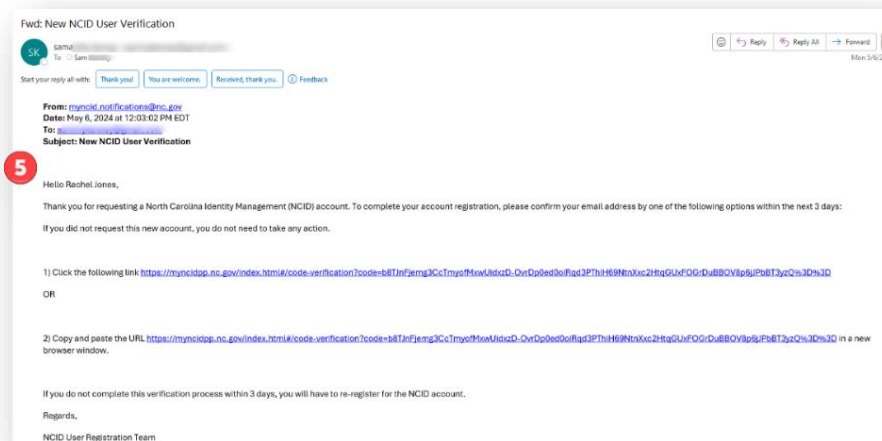 Fwd: New NCID User Verification
SK
sama
To Sam
Reply
Reply All
Forward
Mon 5/6/2
Start your reply all with: Thank you! You are welcome. Received, thank you. Feedback
From: myncid.notifications@nc.gov
Date: May 6, 2024 at 12:03:02 PM EDT
To:
Subject: New NCID User Verification
5
Hello Rachel Jones,
Thank you for requesting a North Carolina Identity Management (NCID) account. To complete your account registration, please confirm your email address by one of the following options within the next 3 days:
If you did not request this new account, you do not need to take any action.
1) Click the following link https://myncidpp.nc.gov/index.html#/code-verification?code=b8TJnFjemg3CcTmyofMxwUidxzD-OvrDp0ed0oiRqd3PThiH69NtnXxc2HtqGUxFOGrDuBBOV8p6jJPbBT3yzQ%3D%3D
OR
2) Copy and paste the URL https://myncidpp.nc.gov/index.html#/code-verification?code=b8TJnFjemg3CcTmyofMxwUidxzD-OvrDp0ed0oiRqd3PThiH69NtnXxc2HtqGUxFOGrDuBBOV8p6jJPbBT3yzQ%3D%3D in a new
browser window.
If you do not complete this verification process within 3 days, you will have to re-register for the NCID account.
Regards,
NCID User Registration Team